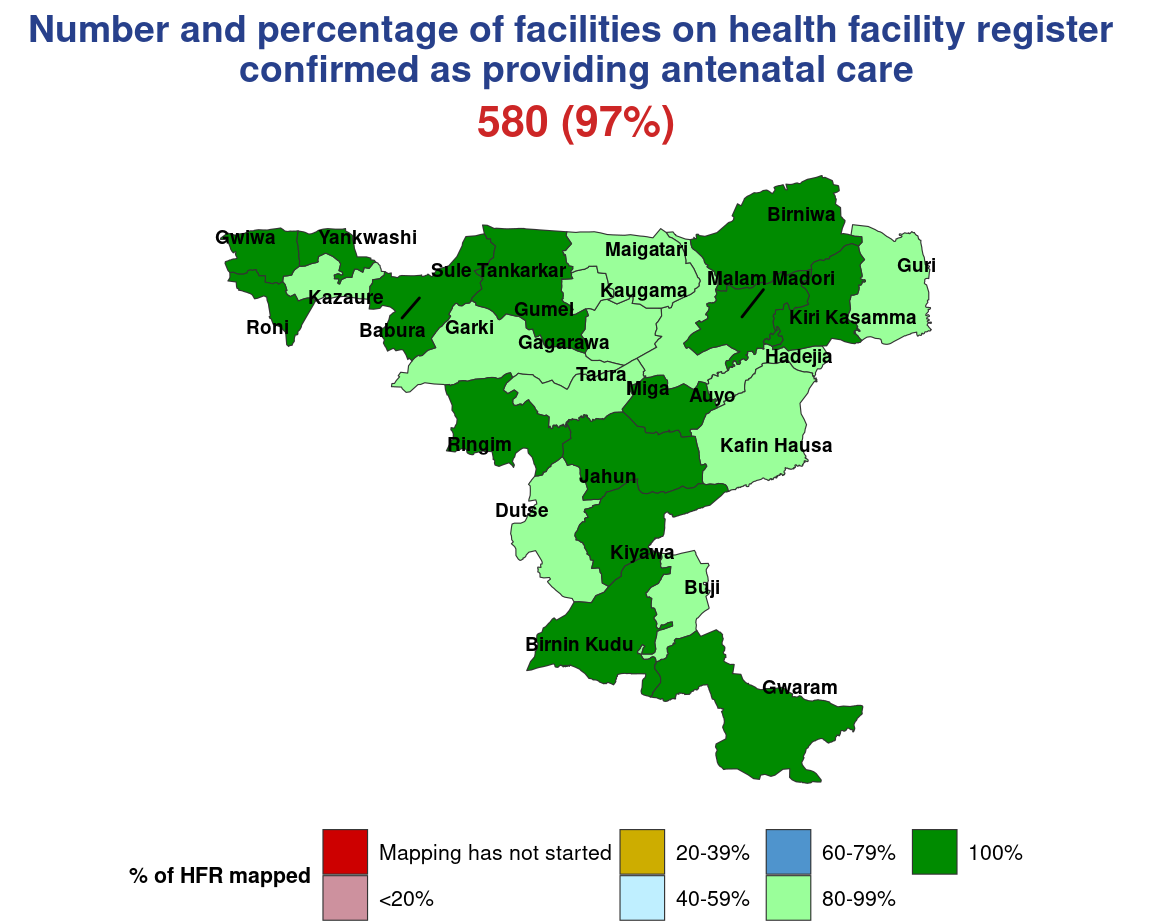 Number and percentage of facilities on health facility register
confirmed as providing antenatal care
580 (97%)
Birniwa
Gwiwa
Yankwashi
Maigatari
Guri
Sule Tankarkar
Malam Madori
Kaugama
Kazaure
Gumel
Kiri Kasamma
Roni
Babura
Garki
Gagarawa
Hadejia
Taura
Miga
Auyo
Ringim
Kafin Hausa
Jahun
Dutse
Kiyawa
Buji
Birnin Kudu
Gwaram
% of HFR mapped
Mapping has not started
<20%
20-39%
40-59%
60-79%
80-99%
100%